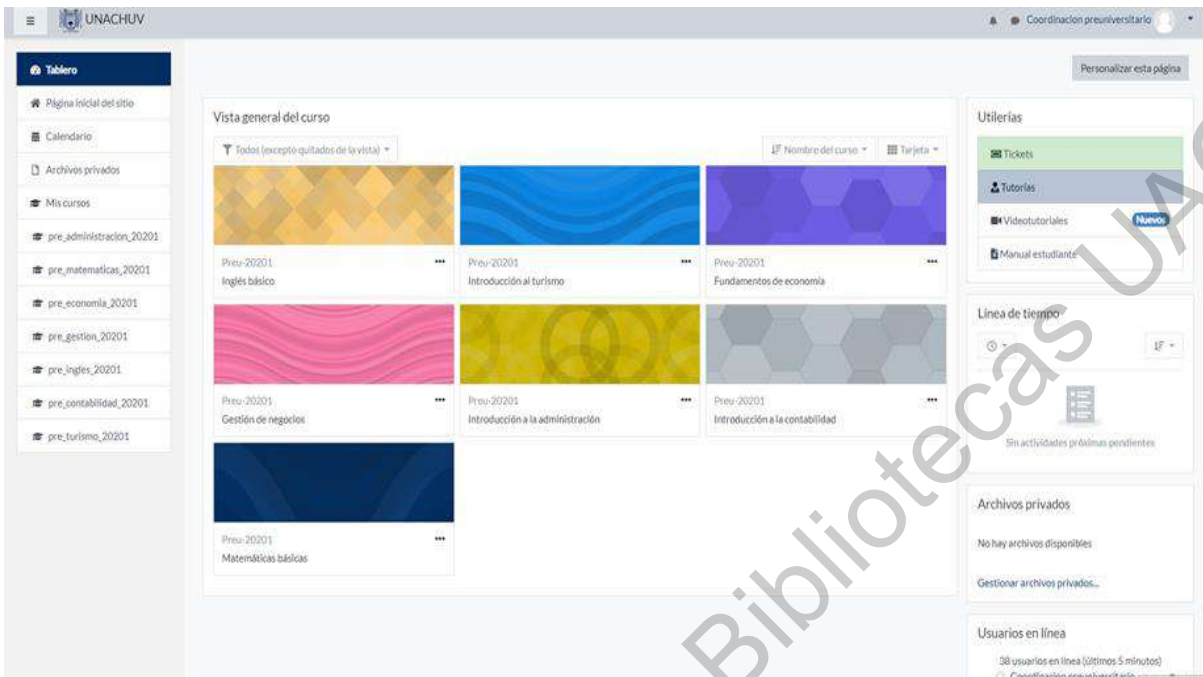 UNACHUV
Coordinacion preuniversitario
Personalizar esta página
Tablero
Página inicial del sitio
Calendario
Archivos privados
Mis cursos
pre_administracion_20201
pre_matematicas_20201
pre_economia_20201
pre_gestion_20201
pre_ingles_20201
pre_contabilidad_20201
pre_turismo_20201
Vista general del curso
Todos (excepto quitados de la vista)
Nombre del curso
Tarjeta
Preu-20201
Inglés básico
Preu-20201
Introducción al turismo
Preu-20201
Fundamentos de economía
Preu-20201
Gestión de negocios
Preu-20201
Introducción a la administración
Preu-20201
Introducción a la contabilidad
Preu-20201
Matemáticas básicas
Utilerías
Tickets
Tutorías
Videotutoriales Nuevos
Manual estudiante
Línea de tiempo
Sin actividades próximas pendientes
Archivos privados
No hay archivos disponibles
Gestionar archivos privados...
Usuarios en línea
38 usuarios en línea (últimos 5 minutos)
Coordinacion preuniversitario
Bibliotecas